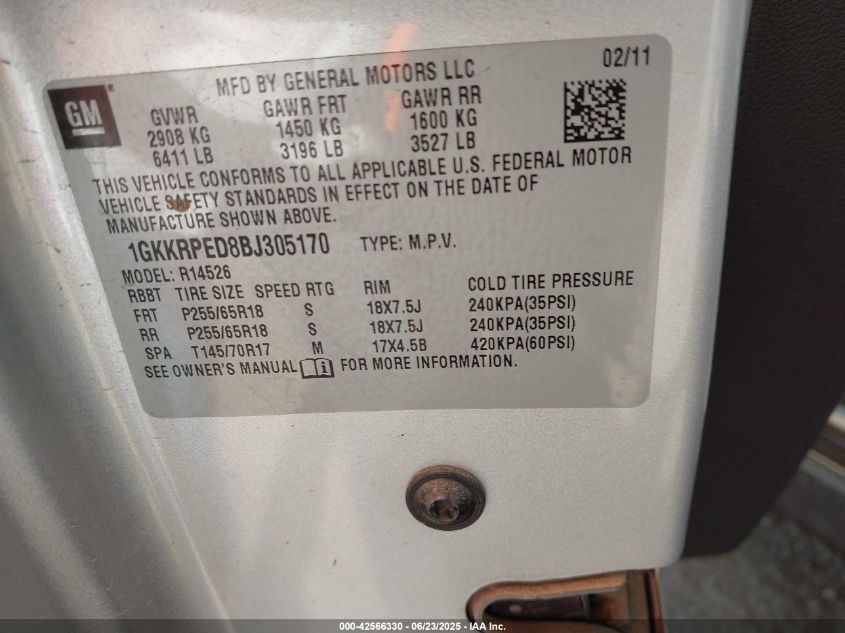 MFD BY GENERAL MOTORS LLC 02/11
GM
GVWR GAWR FRT GAWR RR
2908 KG 1450 KG 1600 KG
6411 LB 3196 LB 3527 LB
THIS VEHICLE CONFORMS TO ALL APPLICABLE U.S. FEDERAL MOTOR
VEHICLE SAFETY STANDARDS IN EFFECT ON THE DATE OF
MANUFACTURE SHOWN ABOVE.
1GKKRPED8BJ305170 TYPE: M.P.V.
MODEL: R14526
RBBT TIRE SIZE SPEED RTG RIM COLD TIRE PRESSURE
FRT P255/65R18 S 18X7.5J 240KPA(35PSI)
RR P255/65R18 S 18X7.5J 240KPA(35PSI)
SPA T145/70R17 M 17X4.5B 420KPA(60PSI)
SEE OWNER'S MANUAL i FOR MORE INFORMATION.
000-42566330 - 06/23/2025 - IAA Inc.